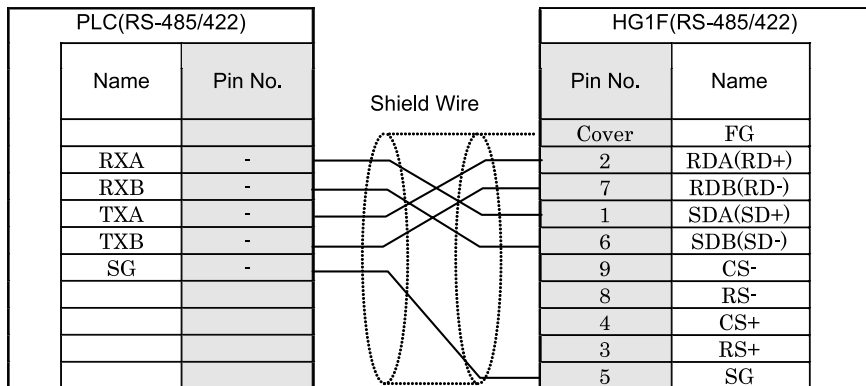 PLC(RS-485/422) HG1F(RS-485/422)
Name Pin No. Shield Wire Pin No. Name
Cover FG
RXA - 2 RDA(RD+)
RXB - 7 RDB(RD-)
TXA - 1 SDA(SD+)
TXB - 6 SDB(SD-)
SG - 9 CS-
8 RS-
4 CS+
3 RS+
5 SG